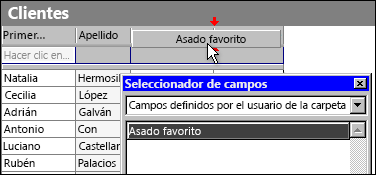 Clientes
Primer... Apellido Asado favorito
Hacer clic en...
Natalia Hermosil
Cecilia López
Adrián Galván
Antonio Con
Luciano Castellar
Rubén Palacios
Seleccionador de campos
Campos definidos por el usuario de la carpeta
Asado favorito